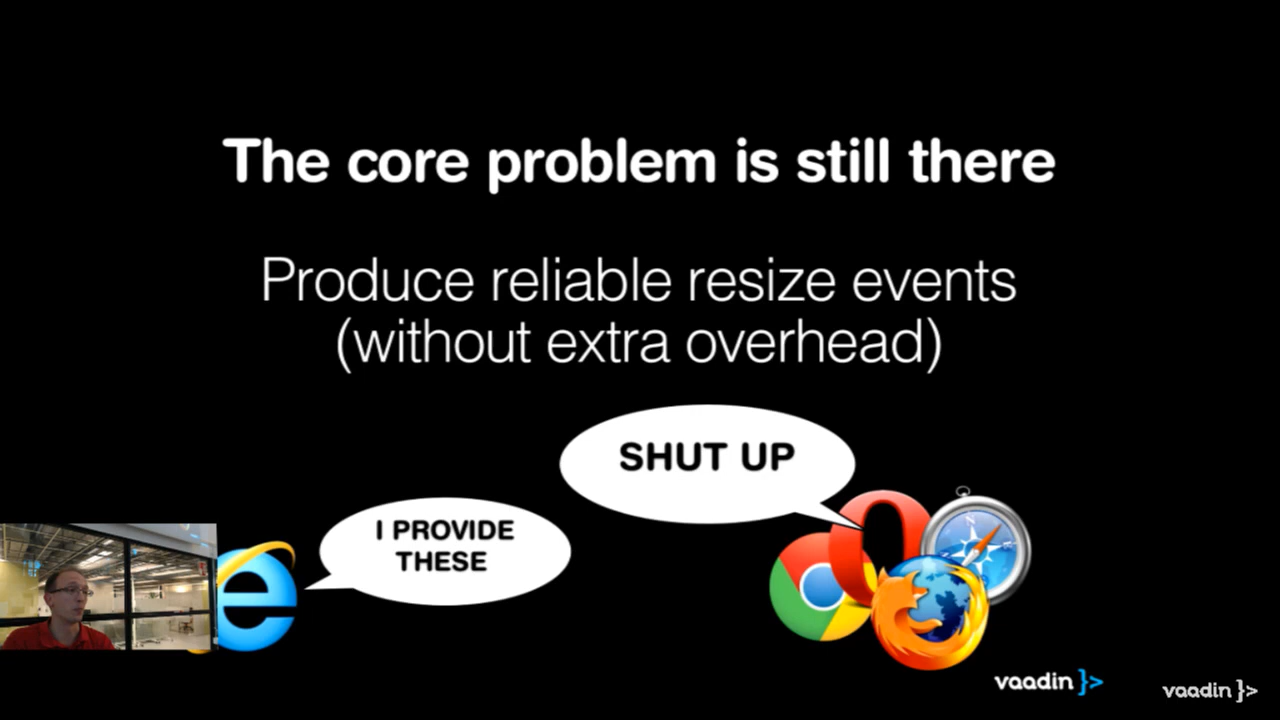 The core problem is still there
Produce reliable resize events
(without extra overhead)
SHUT UP
I PROVIDE
THESE
vaadin }>
vaadin }>